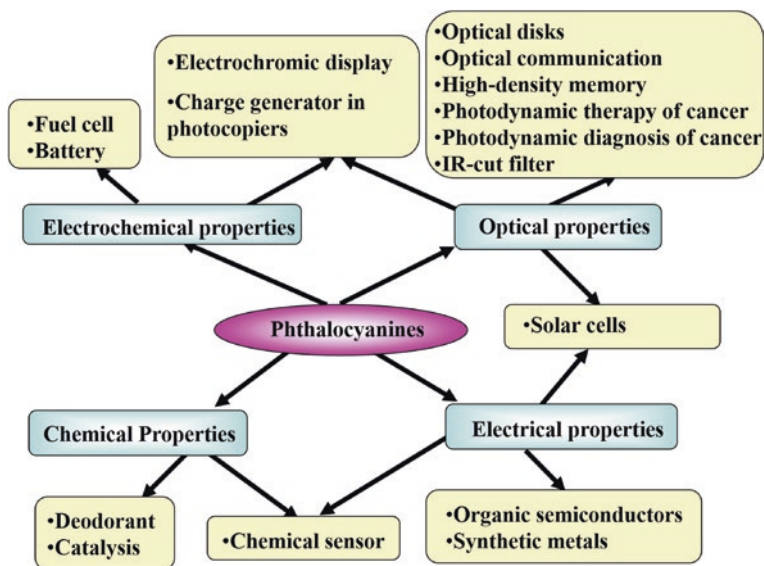 •Optical disks
•Optical communication
•High-density memory
•Photodynamic therapy of cancer
•Photodynamic diagnosis of cancer
•IR-cut filter
•Electrochromic display
•Charge generator in
photocopiers
•Fuel cell
•Battery
Electrochemical properties
Optical properties
Phthalocyanines
•Solar cells
Chemical Properties
Electrical properties
•Deodorant
•Catalysis
•Chemical sensor
•Organic semiconductors
•Synthetic metals